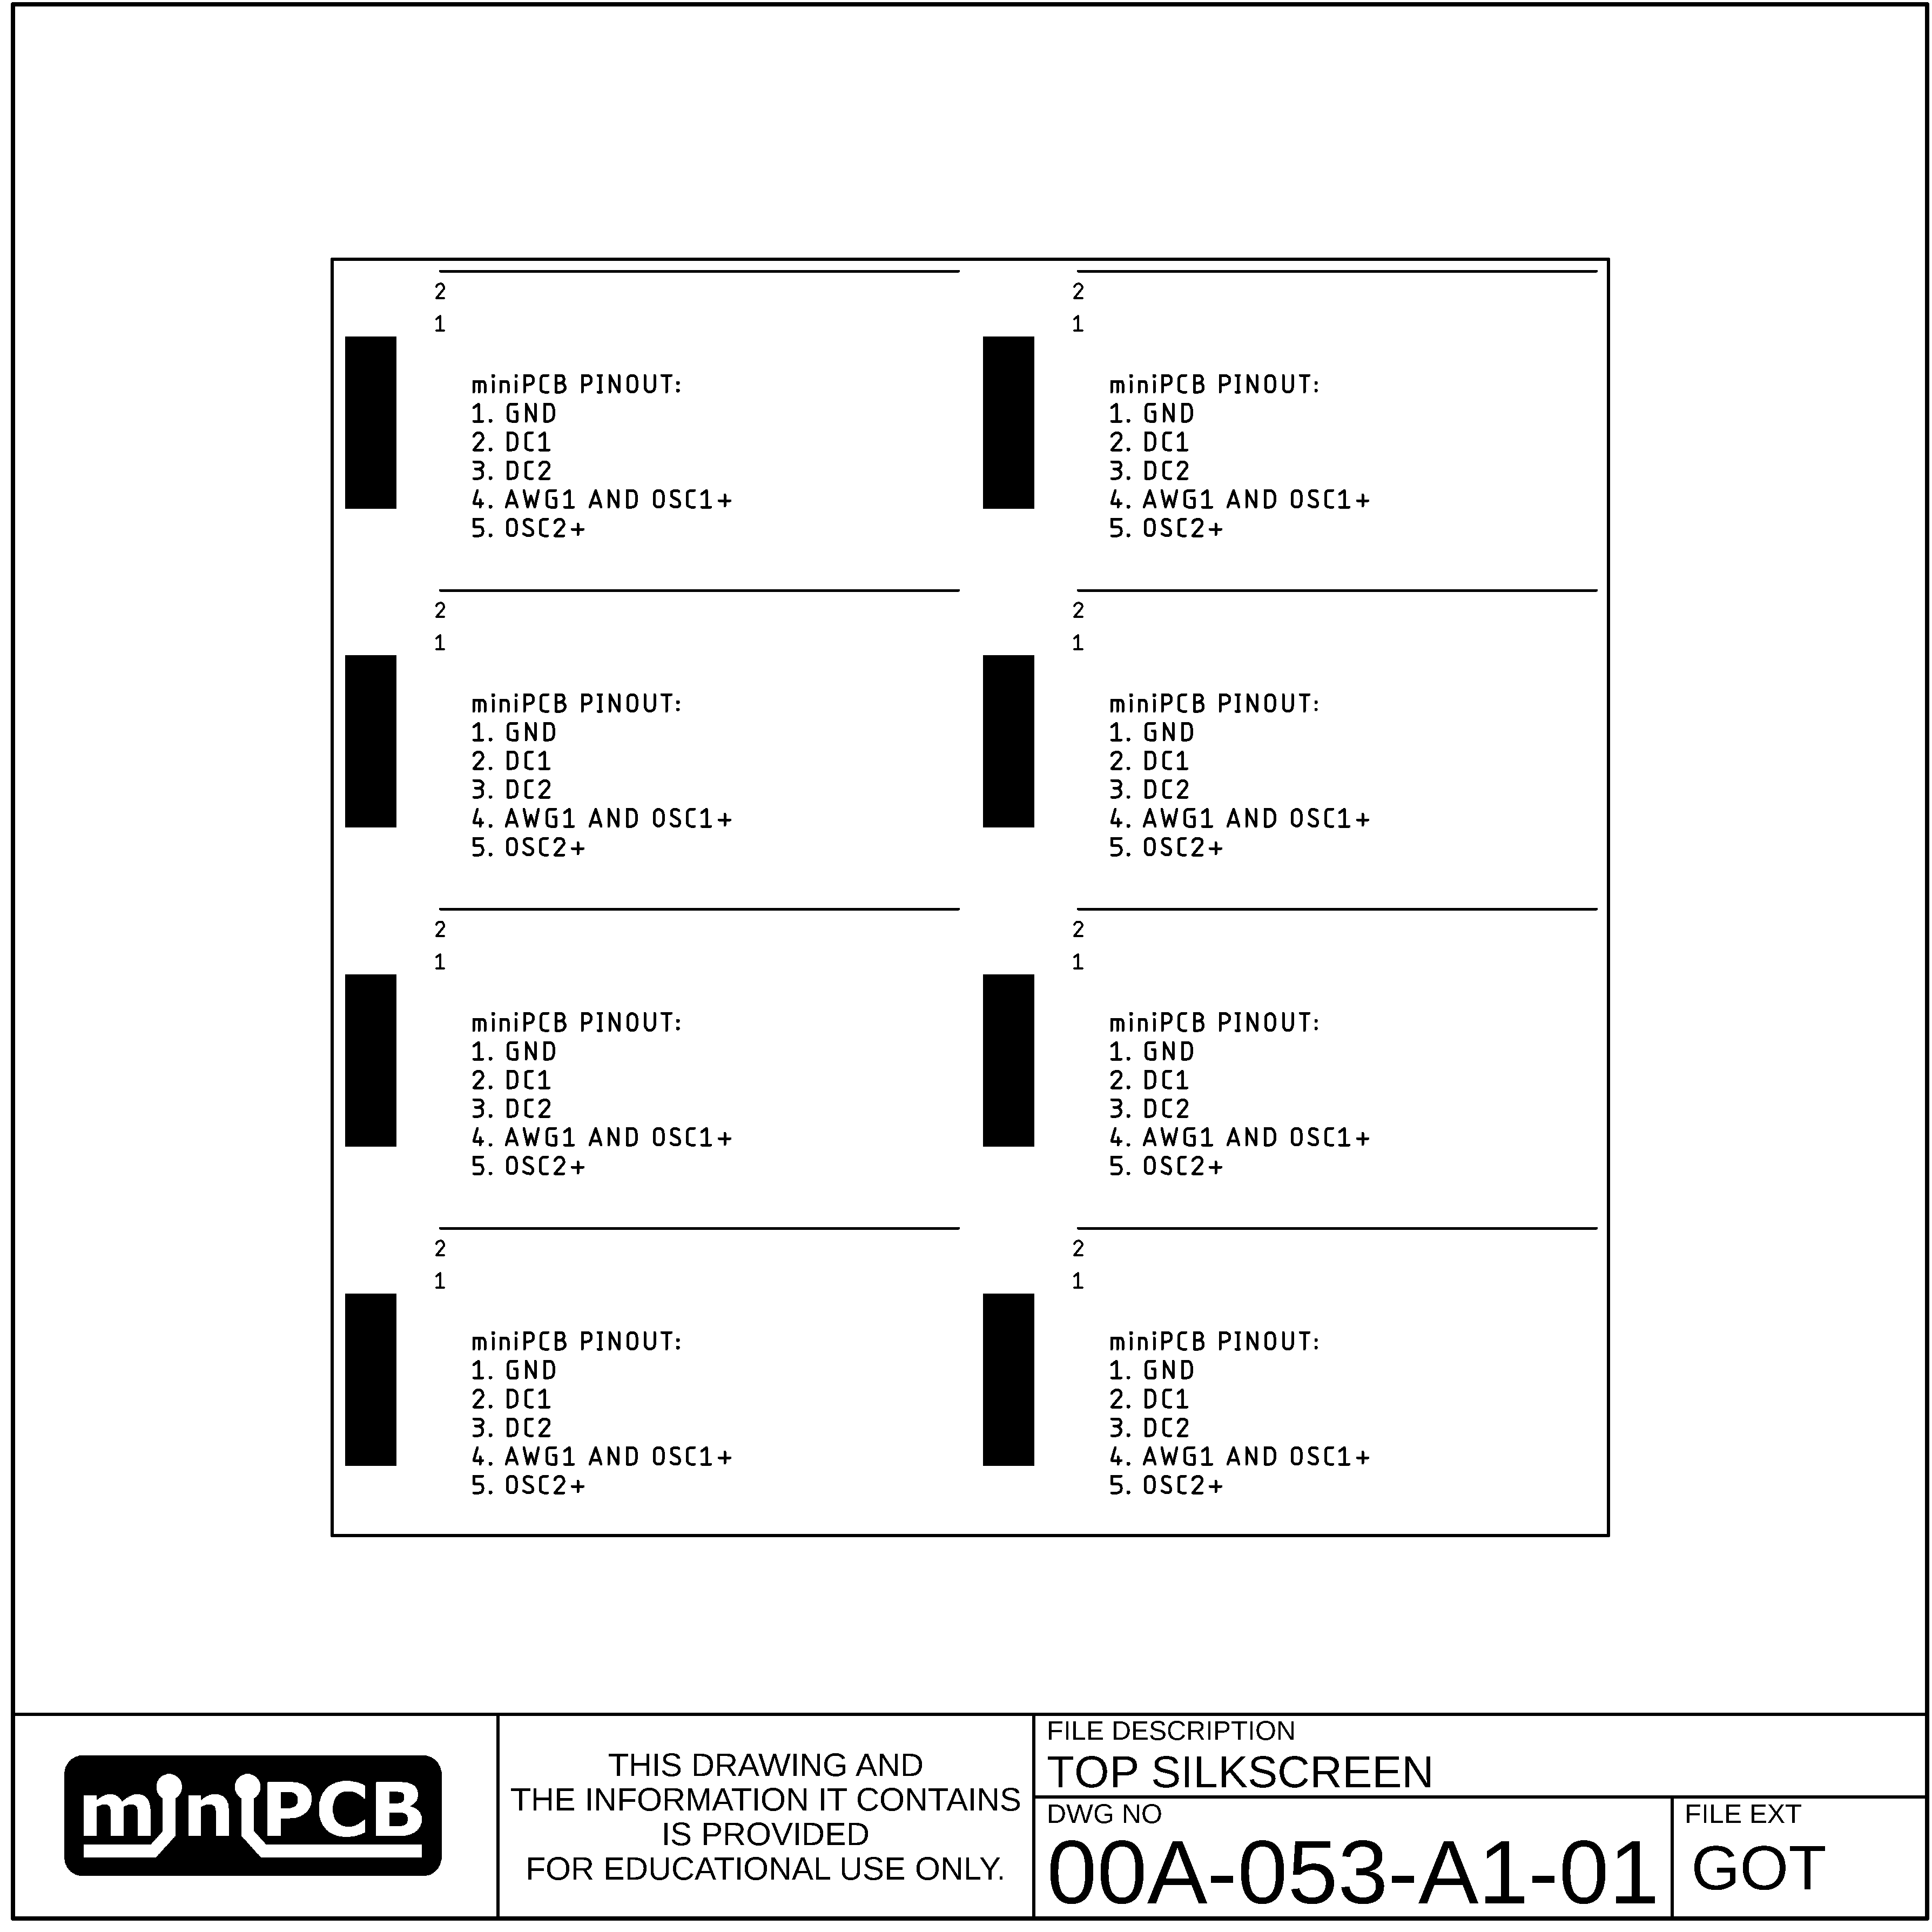 2
1
miniPCB PINOUT:
1. GND
2. DC1
3. DC2
4. AWG1 AND OSC1+
5. OSC2+
2
1
miniPCB PINOUT:
1. GND
2. DC1
3. DC2
4. AWG1 AND OSC1+
5. OSC2+
2
1
miniPCB PINOUT:
1. GND
2. DC1
3. DC2
4. AWG1 AND OSC1+
5. OSC2+
2
1
miniPCB PINOUT:
1. GND
2. DC1
3. DC2
4. AWG1 AND OSC1+
5. OSC2+
2
1
miniPCB PINOUT:
1. GND
2. DC1
3. DC2
4. AWG1 AND OSC1+
5. OSC2+
2
1
miniPCB PINOUT:
1. GND
2. DC1
3. DC2
4. AWG1 AND OSC1+
5. OSC2+
2
1
miniPCB PINOUT:
1. GND
2. DC1
3. DC2
4. AWG1 AND OSC1+
5. OSC2+
2
1
miniPCB PINOUT:
1. GND
2. DC1
3. DC2
4. AWG1 AND OSC1+
5. OSC2+
miniPCB
THIS DRAWING AND
THE INFORMATION IT CONTAINS
IS PROVIDED
FOR EDUCATIONAL USE ONLY.
FILE DESCRIPTION
TOP SILKSCREEN
DWG NO
00A-053-A1-01
FILE EXT
GOT